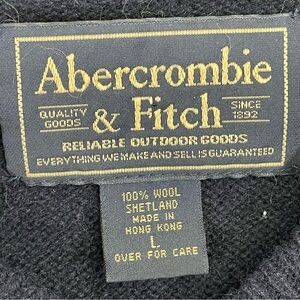 Abercrombie
QUALITY GOODS & Fitch SINCE 1892
RELIABLE OUTDOOR GOODS
EVERYTHING WE MAKE AND SELL IS GUARANTEED
100% WOOL
SHETLAND
MADE IN
HONG KONG
L
OVER FOR CARE